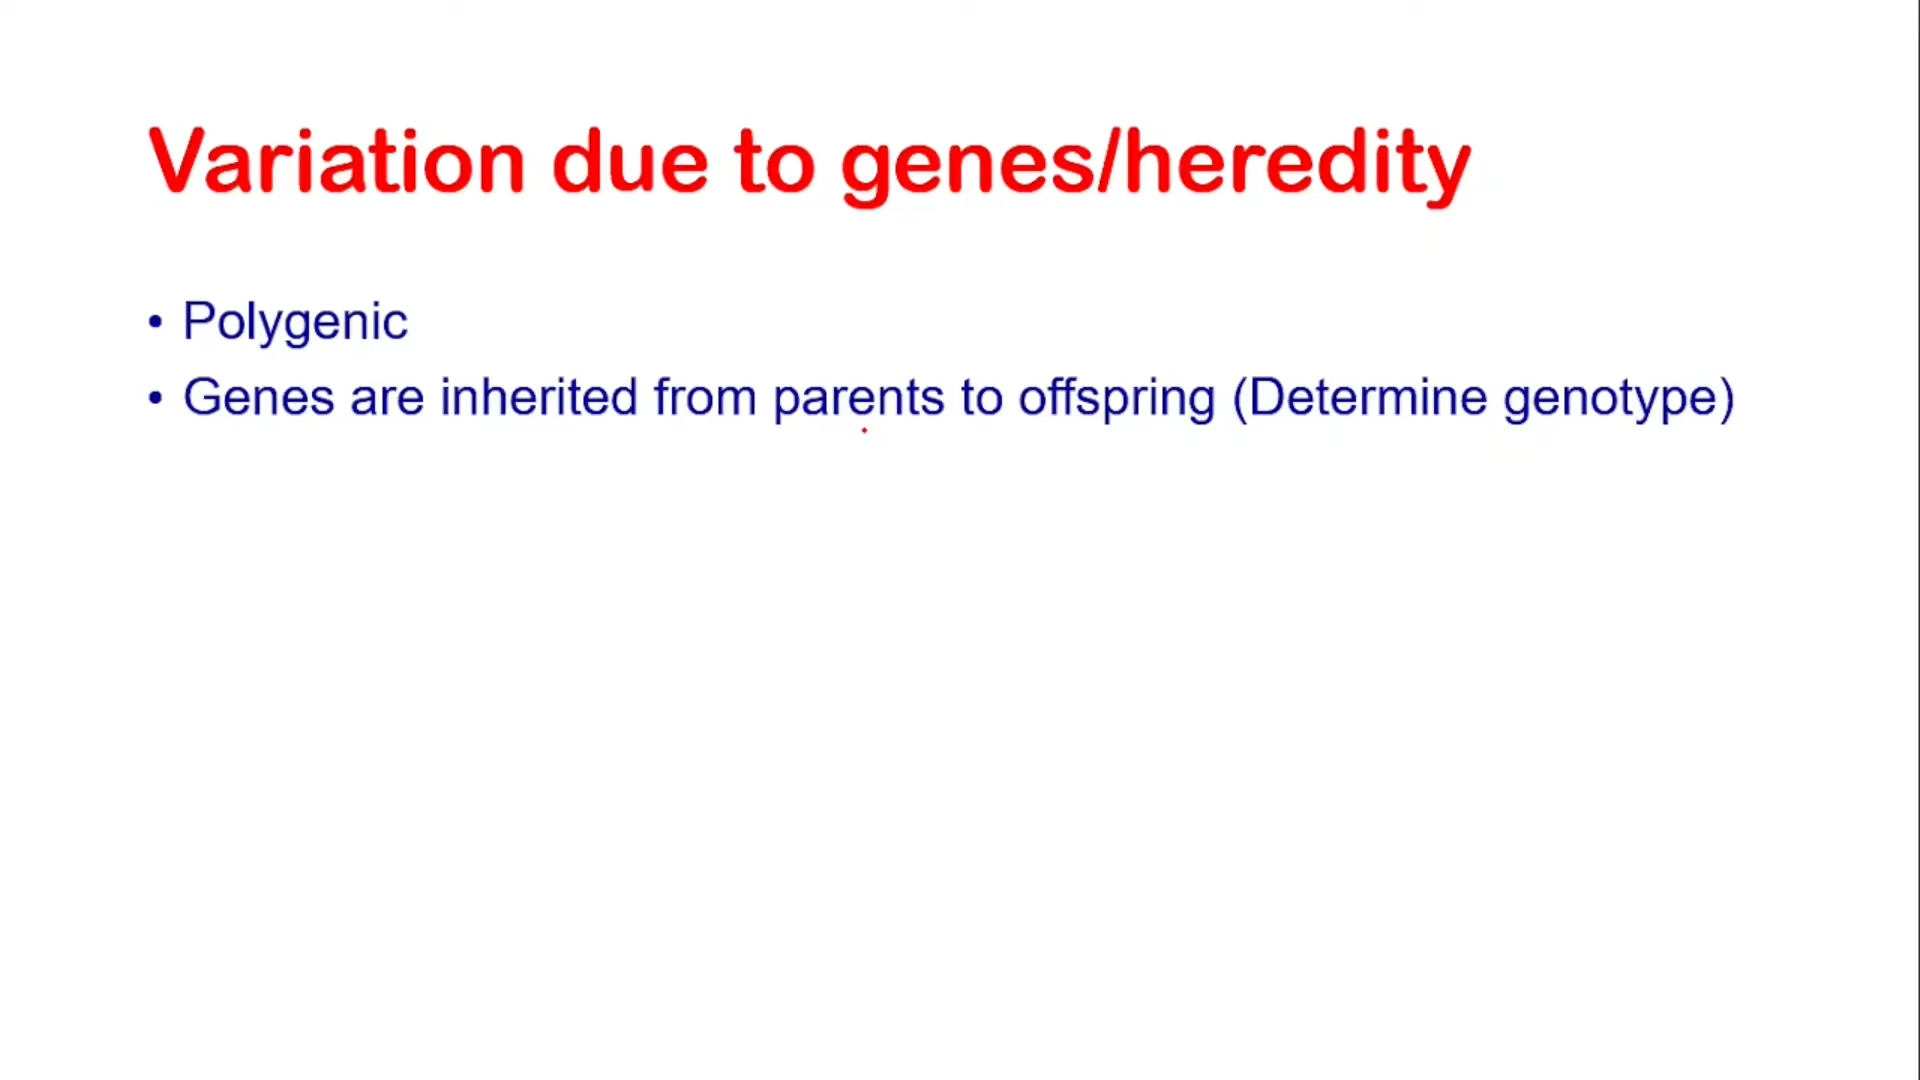 Variation due to genes/heredity
• Polygenic
• Genes are inherited from parents to offspring (Determine genotype)